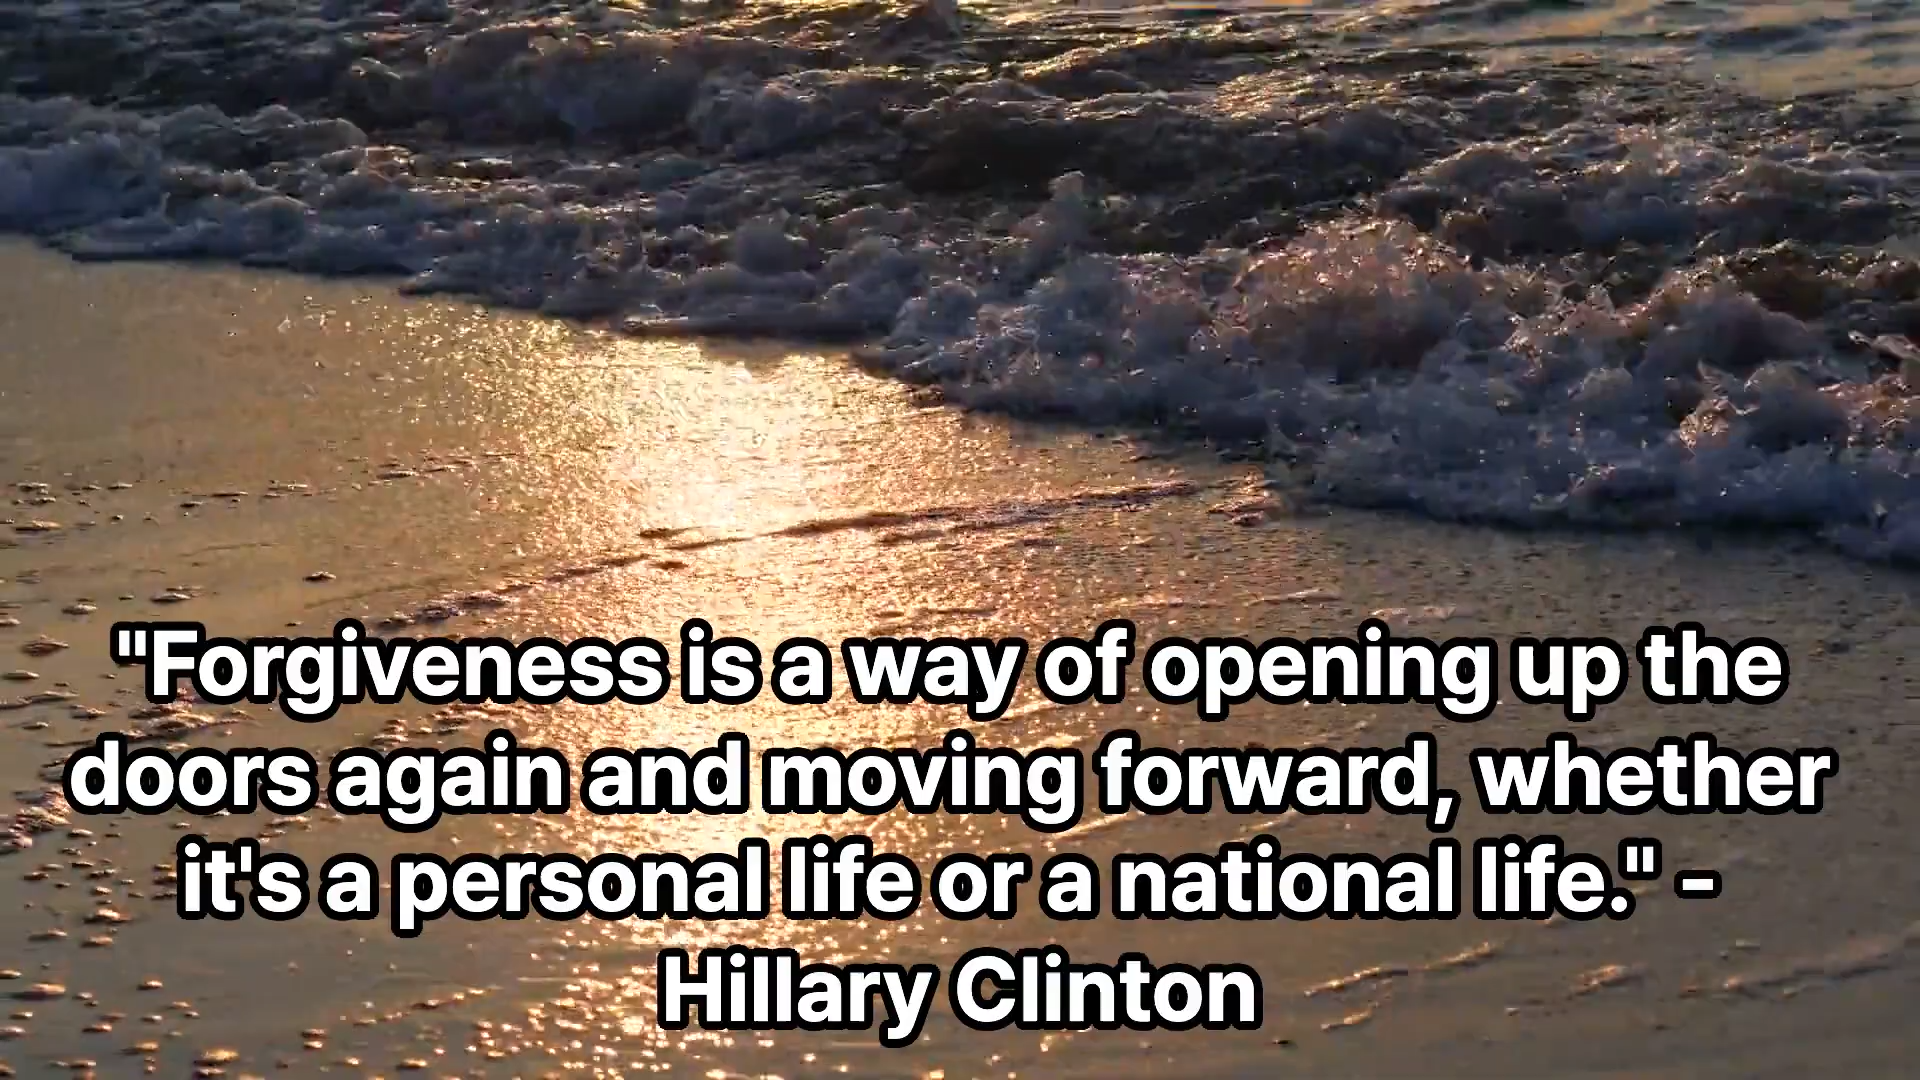 "Forgiveness is a way of opening up the
doors again and moving forward, whether
it's a personal life or a national life." -
Hillary Clinton